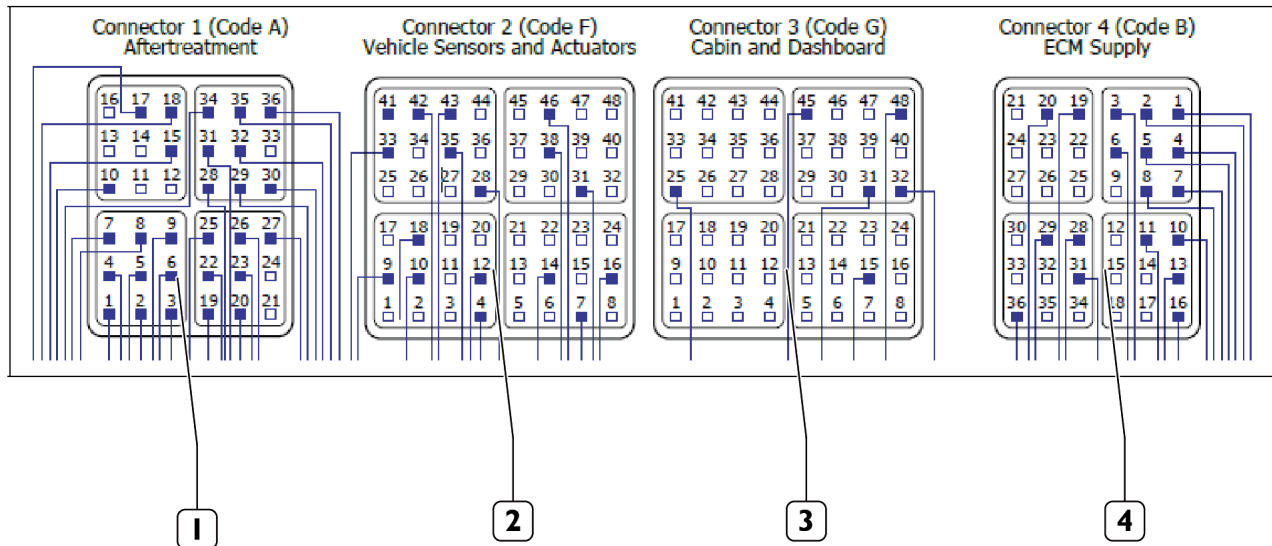 Connector 1 (Code A)
Aftertreatment
Connector 2 (Code F)
Vehicle Sensors and Actuators
Connector 3 (Code G)
Cabin and Dashboard
Connector 4 (Code B)
ECM Supply
16 17 18 34 35 36
13 14 15 31 32 33
10 11 12 28 29 30
7 8 9 25 26 27
4 5 6 22 23 24
1 2 3 19 20 21
41 42 43 44 45 46 47 48
33 34 35 36 37 38 39 40
25 26 27 28 29 30 31 32
17 18 19 20 21 22 23 24
9 10 11 12 13 14 15 16
1 2 3 4 5 6 7 8
41 42 43 44 45 46 47 48
33 34 35 36 37 38 39 40
25 26 27 28 29 30 31 32
17 18 19 20 21 22 23 24
9 10 11 12 13 14 15 16
1 2 3 4 5 6 7 8
21 20 19 3 2 1
24 23 22 6 5 4
27 26 25 9 8 7
30 29 28 12 11 10
33 32 31 15 14 13
36 35 34 18 17 16
1
2
3
4